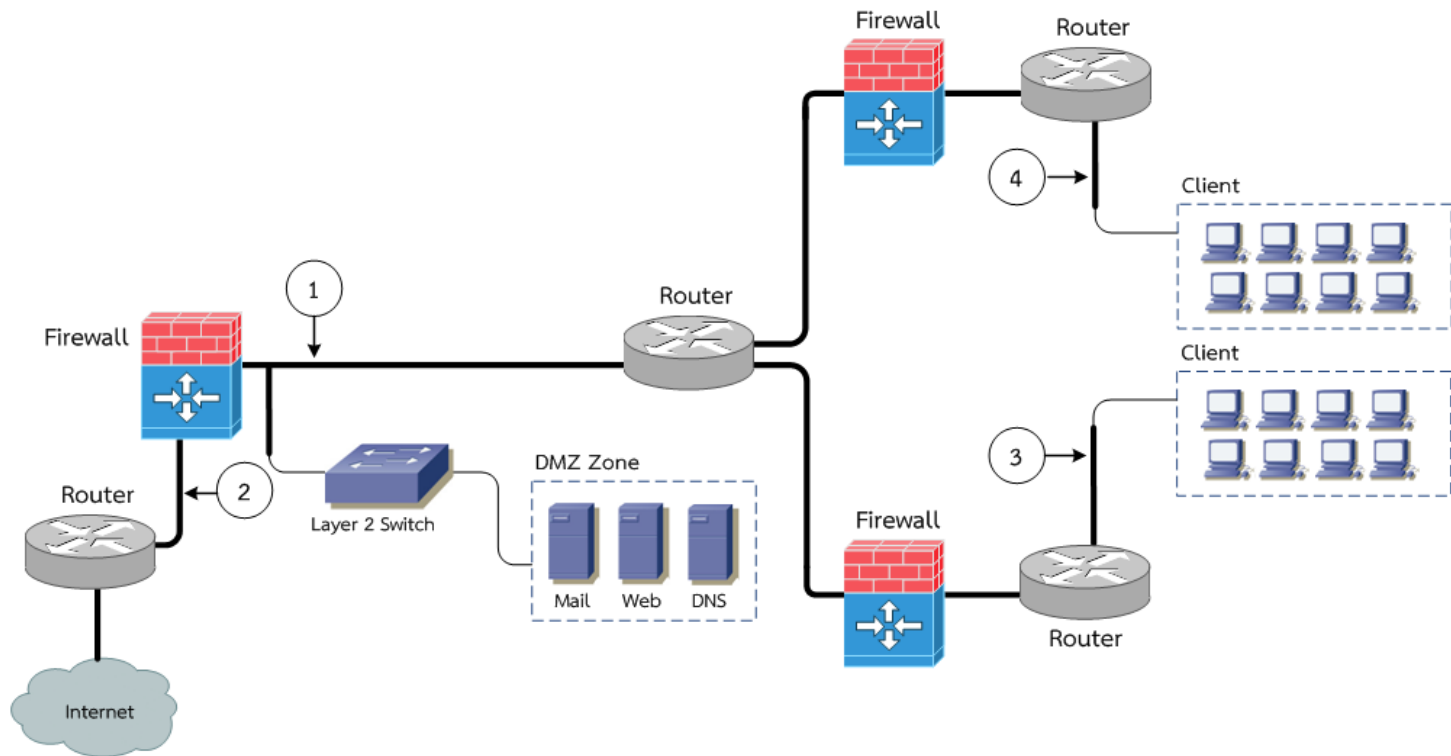 Firewall
Router
4
Client
1
Router
Firewall
Client
3
2
Router
DMZ Zone
Layer 2 Switch
Firewall
Mail
Web
DNS
Router
Internet